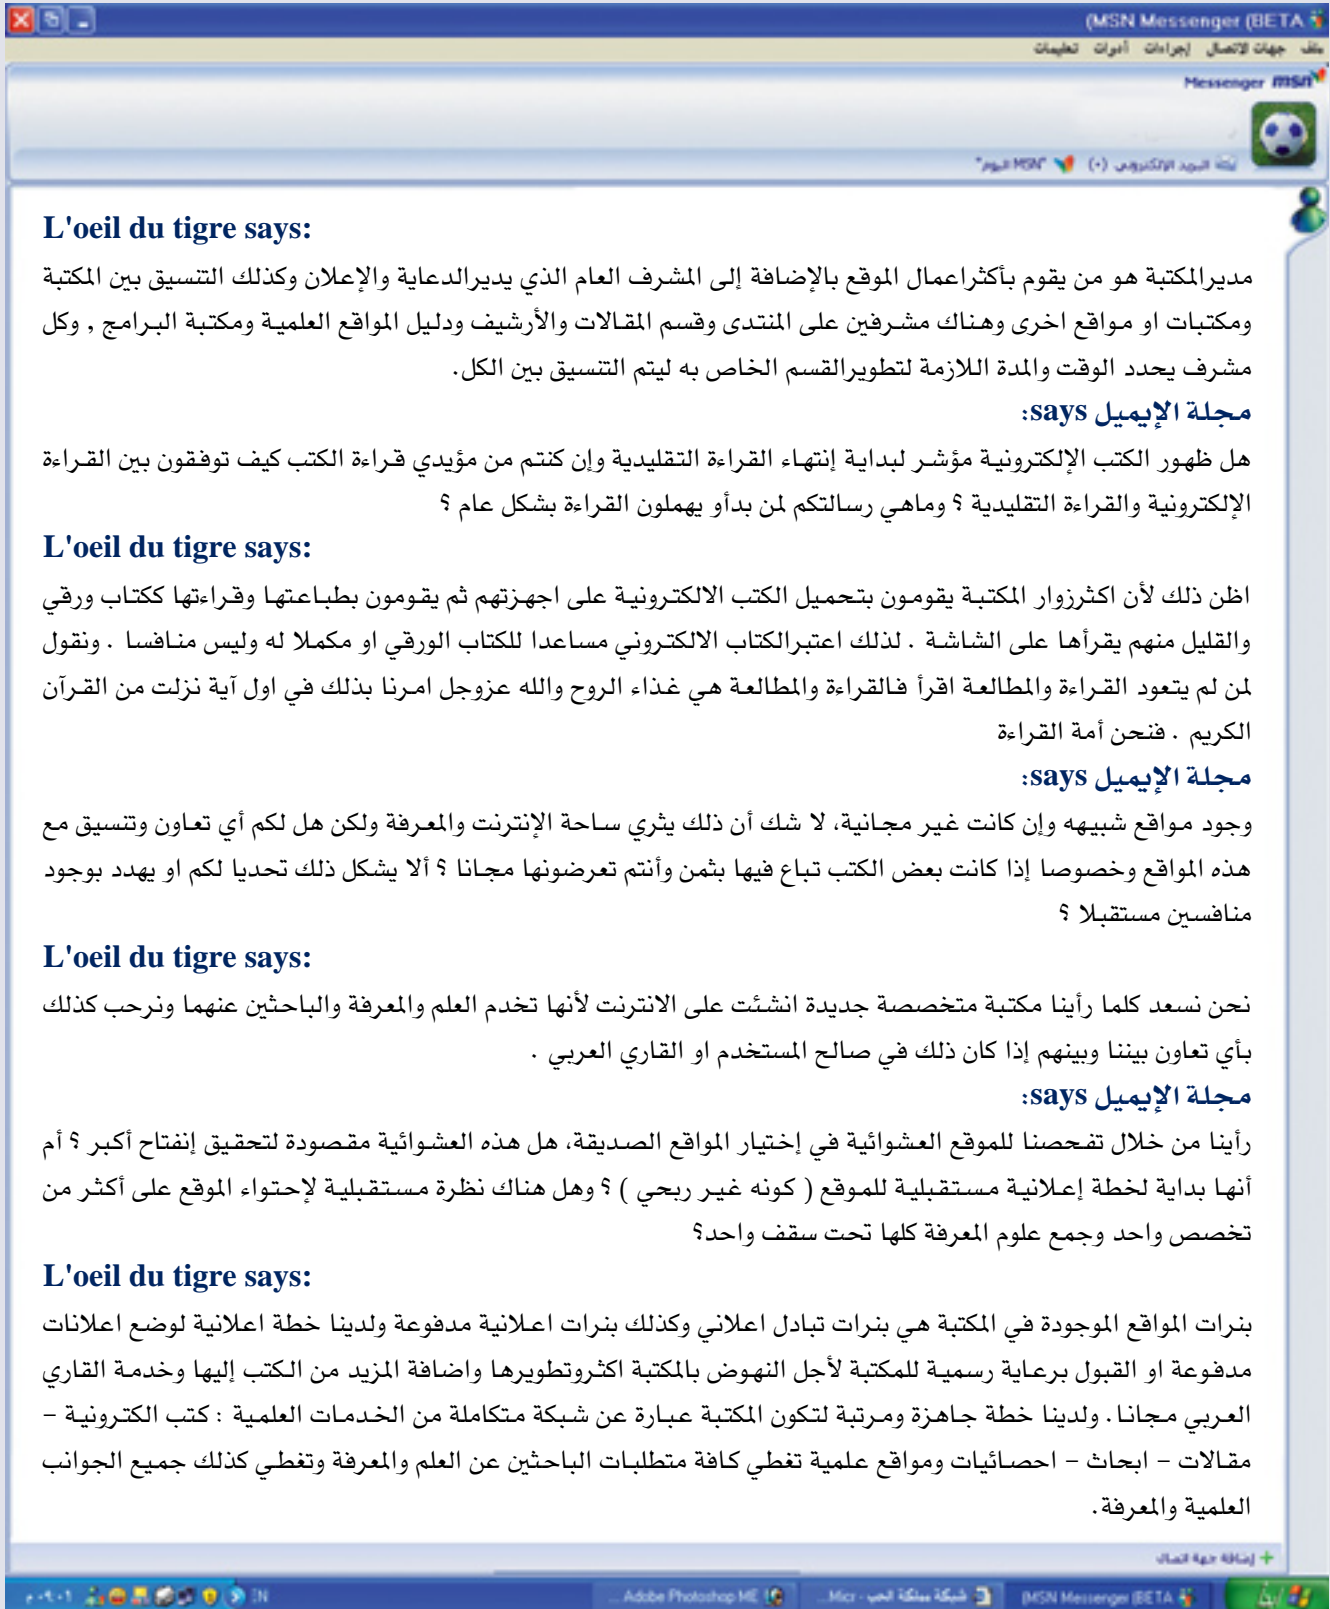 MSN Messenger (BETA)
ملف جهات الاتصال إجراءات أدوات تعليمات
Messenger msn
البريد الإلكتروني (٠) "MSN اليوم"
L'oeil du tigre says:
مديرالمكتبة هو من يقوم بأكثراعمال الموقع بالإضافة إلى المشرف العام الذي يديرالدعاية والإعلان وكذلك التنسيق بين المكتبة
ومكتبات او مواقع اخرى وهناك مشرفين على المنتدى وقسم المقالات والأرشيف ودليل المواقع العلمية ومكتبة البرامج , وكل
مشرف يحدد الوقت والمدة اللازمة لتطويرالقسم الخاص به ليتم التنسيق بين الكل.
مجلة الإيميل says:
هل ظهور الكتب الإلكترونية مؤشر لبداية إنتهاء القراءة التقليدية وإن كنتم من مؤيدي قراءة الكتب كيف توفقون بين القراءة
الإلكترونية والقراءة التقليدية ؟ وماهي رسالتكم لمن بدأو يهملون القراءة بشكل عام ؟
L'oeil du tigre says:
اظن ذلك لأن اكثرزوار المكتبة يقومون بتحميل الكتب الالكترونية على اجهزتهم ثم يقومون بطباعتها وقراءتها ككتاب ورقي
والقليل منهم يقرأها على الشاشة . لذلك اعتبرالكتاب الالكتروني مساعدا للكتاب الورقي او مكملا له وليس منافسا . ونقول
لمن لم يتعود القراءة والمطالعة اقرأ فالقراءة والمطالعة هي غذاء الروح والله عزوجل امرنا بذلك في اول آية نزلت من القرآن
الكريم . فنحن أمة القراءة
مجلة الإيميل says:
وجود مواقع شبيهه وإن كانت غير مجانية، لا شك أن ذلك يثري ساحة الإنترنت والمعرفة ولكن هل لكم أي تعاون وتنسيق مع
هذه المواقع وخصوصا إذا كانت بعض الكتب تباع فيها بثمن وأنتم تعرضونها مجانا ؟ ألا يشكل ذلك تحديا لكم او يهدد بوجود
منافسين مستقبلا ؟
L'oeil du tigre says:
نحن نسعد كلما رأينا مكتبة متخصصة جديدة انشئت على الانترنت لأنها تخدم العلم والمعرفة والباحثين عنهما ونرحب كذلك
بأي تعاون بيننا وبينهم إذا كان ذلك في صالح المستخدم او القاري العربي .
مجلة الإيميل says:
رأينا من خلال تفحصنا للموقع العشوائية في إختيار المواقع الصديقة، هل هذه العشوائية مقصودة لتحقيق إنفتاح أكبر ؟ أم
أنها بداية لخطة إعلانية مستقبلية للموقع ( كونه غير ربحي ) ؟ وهل هناك نظرة مستقبلية لإحتواء الموقع على أكثر من
تخصص واحد وجمع علوم المعرفة كلها تحت سقف واحد؟
L'oeil du tigre says:
بنرات المواقع الموجودة في المكتبة هي بنرات تبادل اعلاني وكذلك بنرات اعلانية مدفوعة ولدينا خطة اعلانية لوضع اعلانات
مدفوعة او القبول برعاية رسمية للمكتبة لأجل النهوض بالمكتبة اكثروتطويرها واضافة المزيد من الكتب إليها وخدمة القاري
العربي مجانا. ولدينا خطة جاهزة ومرتبة لتكون المكتبة عبارة عن شبكة متكاملة من الخدمات العلمية : كتب الكترونية –
مقالات – ابحاث – احصائيات ومواقع علمية تغطي كافة متطلبات الباحثين عن العلم والمعرفة وتغطي كذلك جميع الجوانب
العلمية والمعرفة.
إضافة جهة اتصال
ابدأ
MSN Messenger (BETA)
شبكة مملكة الحب - Micr...
Adobe Photoshop ME ...
IN